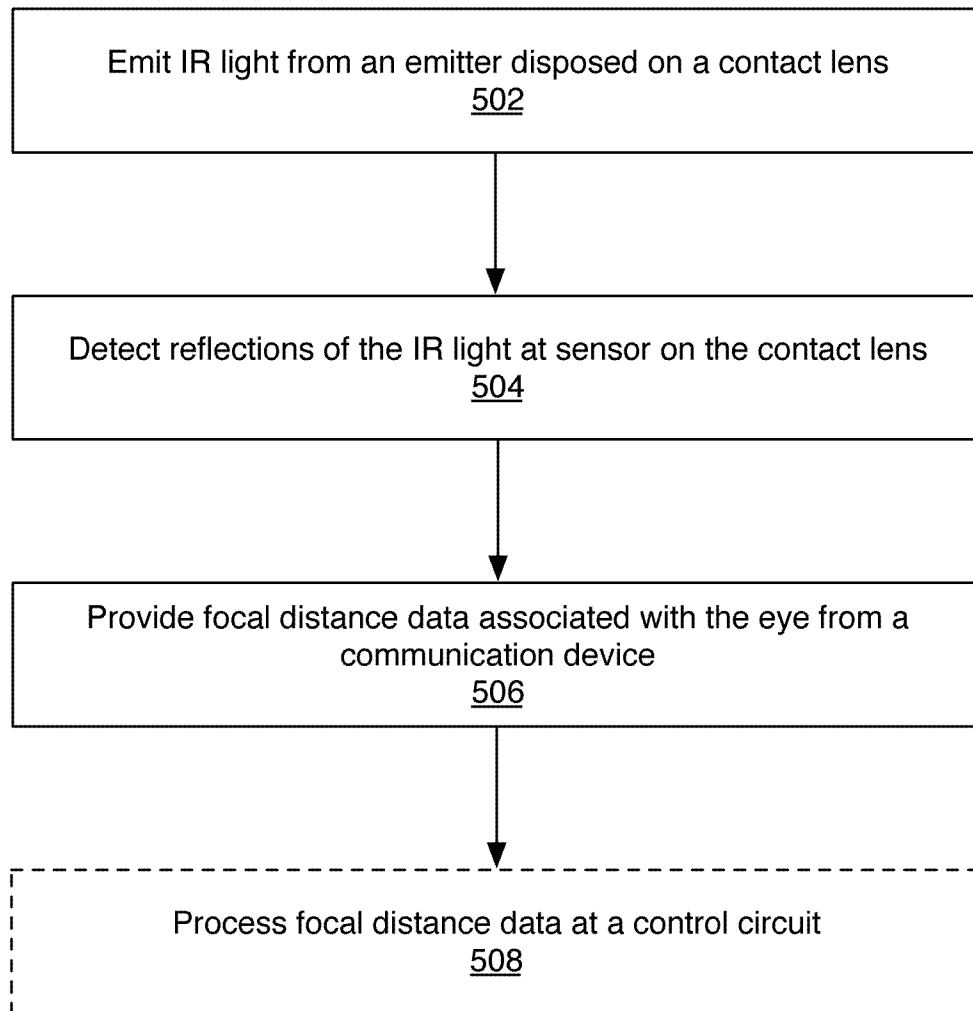 Emit IR light from an emitter disposed on a contact lens
502
Detect reflections of the IR light at sensor on the contact lens
504
Provide focal distance data associated with the eye from a
communication device
506
Process focal distance data at a control circuit
508